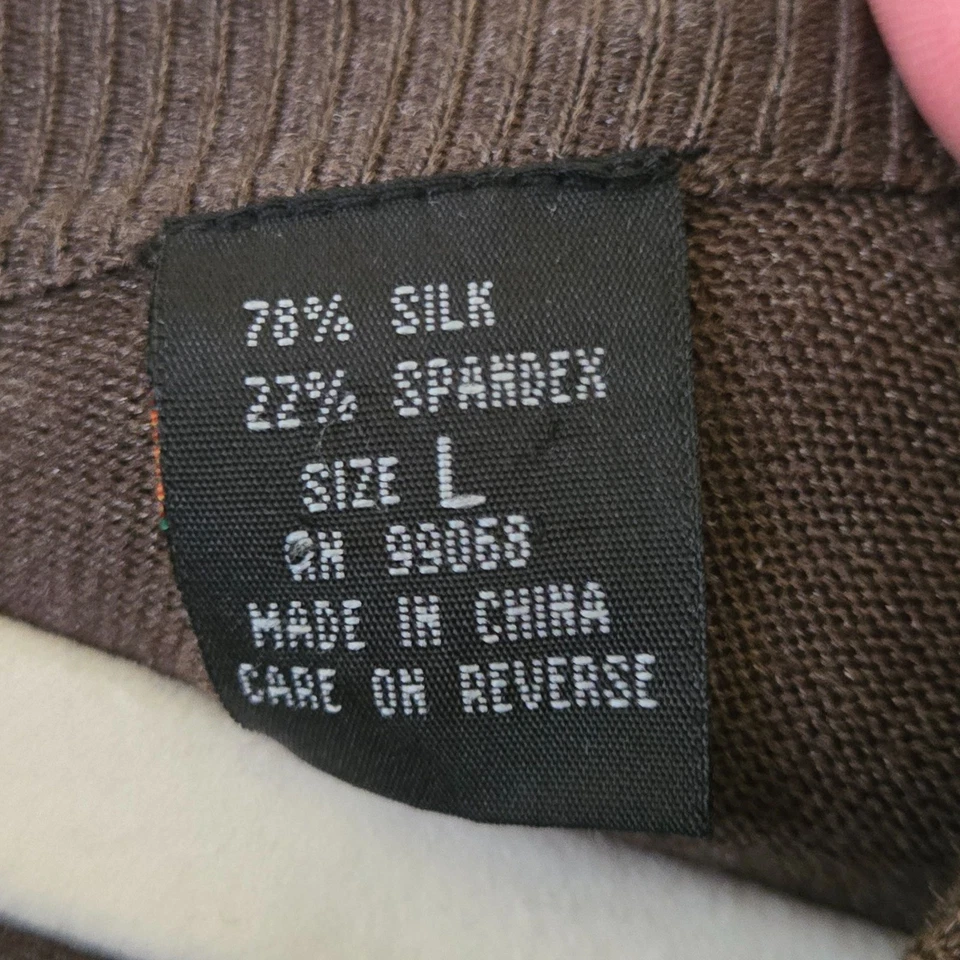 78% SILK
22% SPANDEX
SIZE L
RN 99068
MADE IN CHINA
CARE ON REVERSE